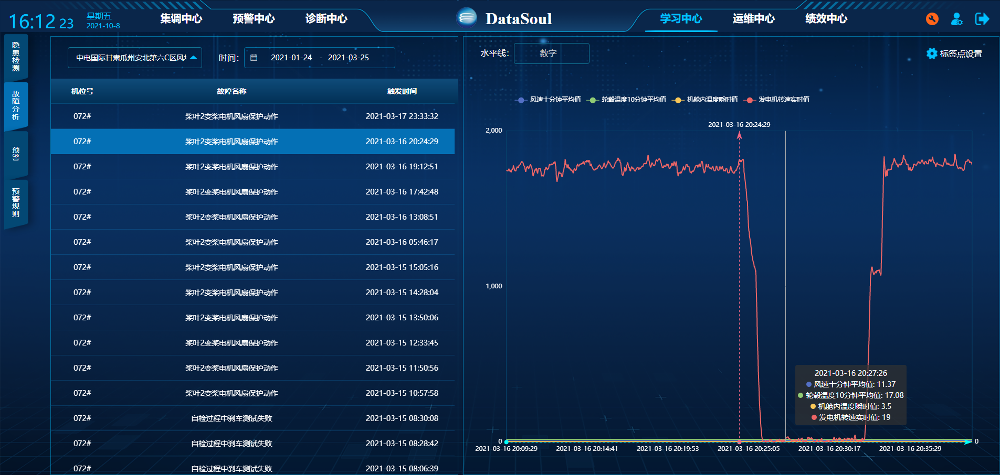 16:12 23
星期五
2021-10-8
集调中心
预警中心
诊断中心
DataSoul
学习中心
运维中心
绩效中心
隐患检测
故障分析
预警
预警规则
中电国际甘肃瓜州安北第六C区风
时间:
2021-01-24 - 2021-03-25
机位号 故障名称 触发时间
072# 桨叶2变桨电机风扇保护动作 2021-03-17 23:33:32
072# 桨叶2变桨电机风扇保护动作 2021-03-16 20:24:29
072# 桨叶2变桨电机风扇保护动作 2021-03-16 19:12:51
072# 桨叶2变桨电机风扇保护动作 2021-03-16 17:42:48
072# 桨叶2变桨电机风扇保护动作 2021-03-16 13:08:51
072# 桨叶2变桨电机风扇保护动作 2021-03-16 05:46:17
072# 桨叶2变桨电机风扇保护动作 2021-03-15 15:05:16
072# 桨叶2变桨电机风扇保护动作 2021-03-15 14:28:04
072# 桨叶2变桨电机风扇保护动作 2021-03-15 13:50:06
072# 桨叶2变桨电机风扇保护动作 2021-03-15 12:33:45
072# 桨叶2变桨电机风扇保护动作 2021-03-15 11:50:56
072# 桨叶2变桨电机风扇保护动作 2021-03-15 10:57:58
072# 自检过程中刹车测试失败 2021-03-15 08:30:08
072# 自检过程中刹车测试失败 2021-03-15 08:28:42
072# 自检过程中刹车测试失败 2021-03-15 08:06:39
水平线: 数字
标签点设置
风速十分钟平均值 轮毂温度10分钟平均值 机舱内温度瞬时值 发电机转速实时值
2021-03-16 20:24:29
2,000
1,000
0
0
2021-03-16 20:27:26
风速十分钟平均值: 11.37
轮毂温度10分钟平均值: 17.08
机舱内温度瞬时值: 3.5
发电机转速实时值: 19
2021-03-16 20:09:29 2021-03-16 20:14:41 2021-03-16 20:19:53 2021-03-16 20:25:05 2021-03-16 20:30:17 2021-03-16 20:35:29